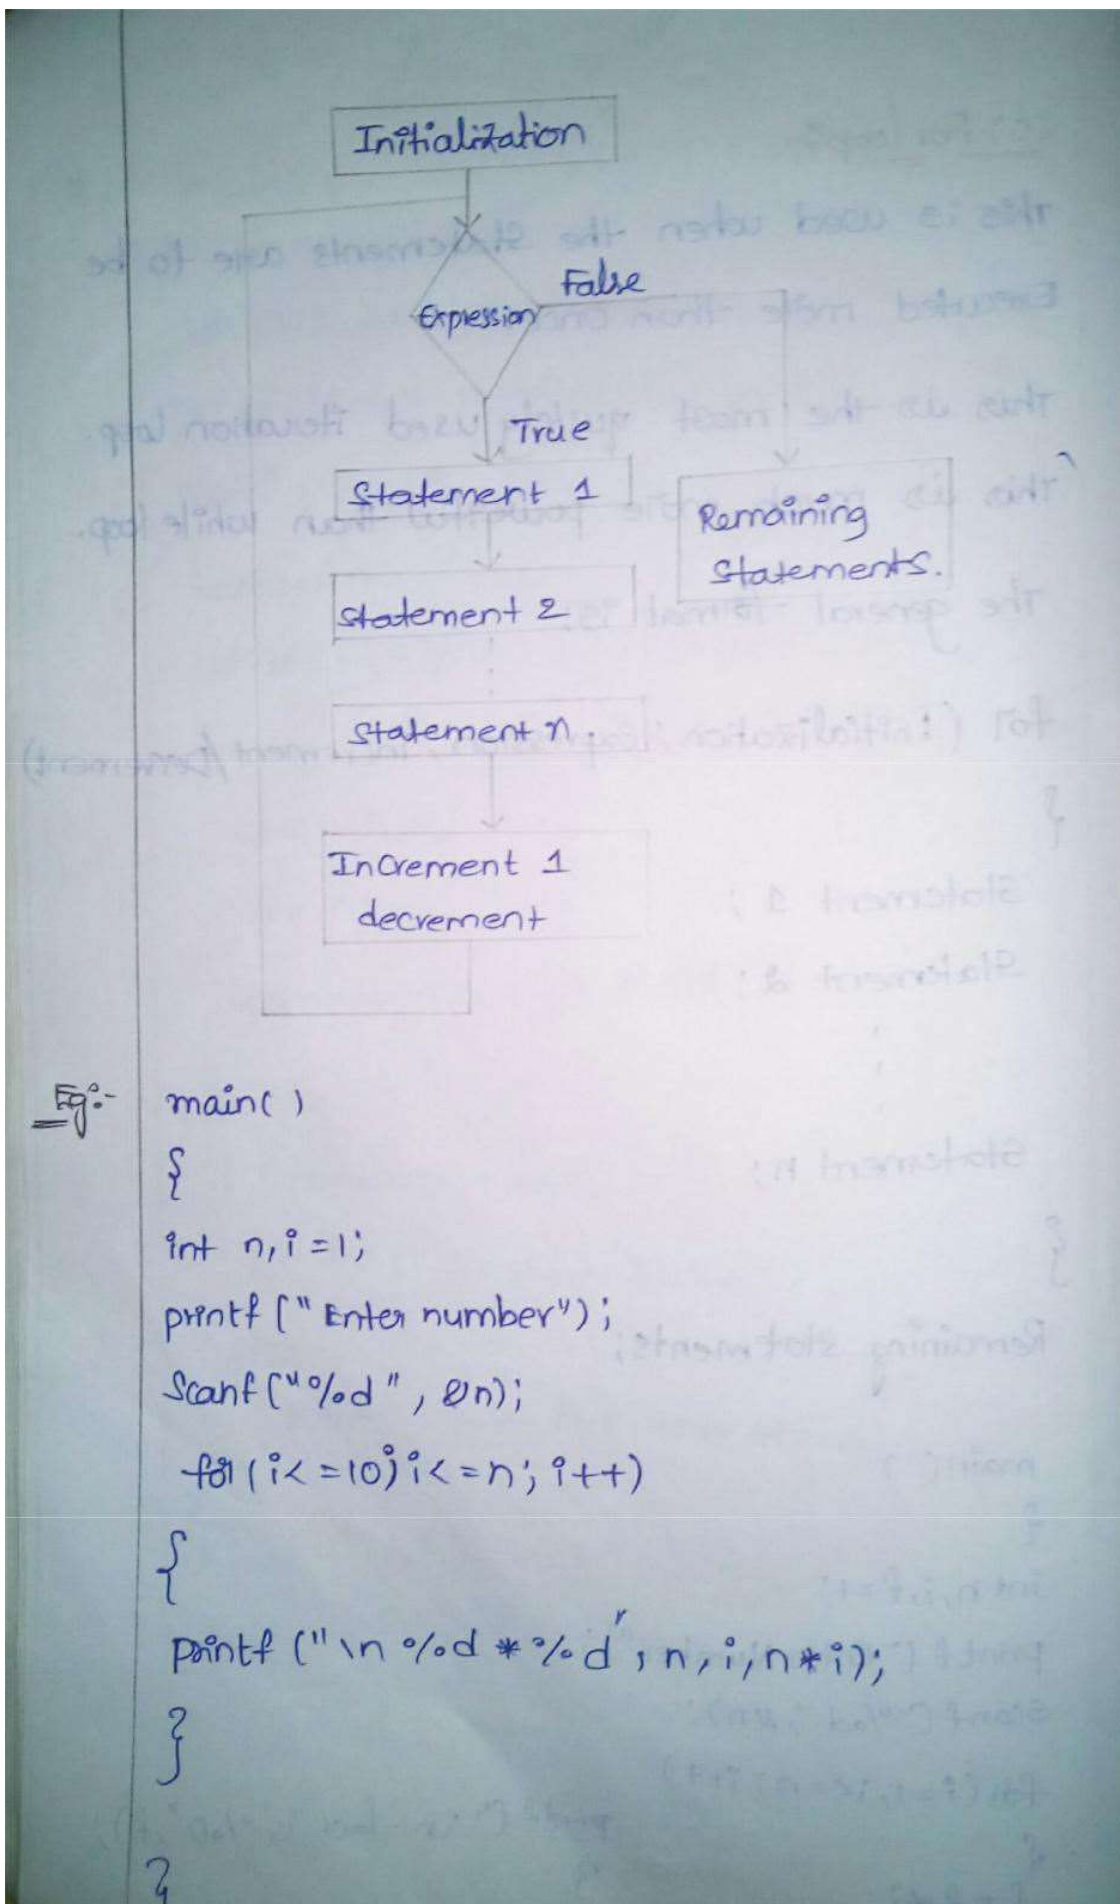 Initialization
False
Expression
True
Statement 1
Remaining
Statements.
Statement 2
Statement n.
Increment 1
decrement
Eg:-
main( )
{
int n, i = 1;
printf ("Enter number");
Scanf ("%d", &n);
for (i< =10; i< =n; i++)
{
printf ("\n %d * %d", n, i, n*i);
}
}